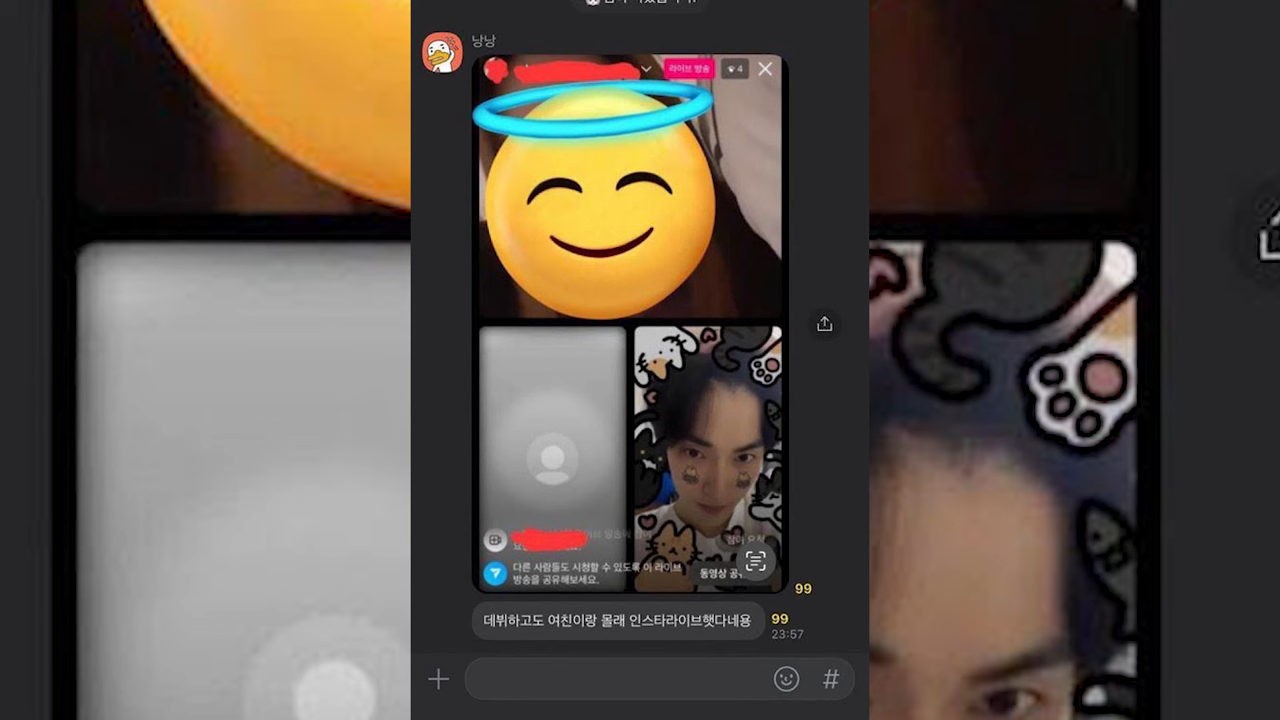 낭낭
라이브 방송
4
다른 사람들도 시청할 수 있도록 이 라이브
방송을 공유해보세요.
동영상 공
99
데뷔하고도 여친이랑 몰래 인스타라이브햇다네용
99
23:57
#